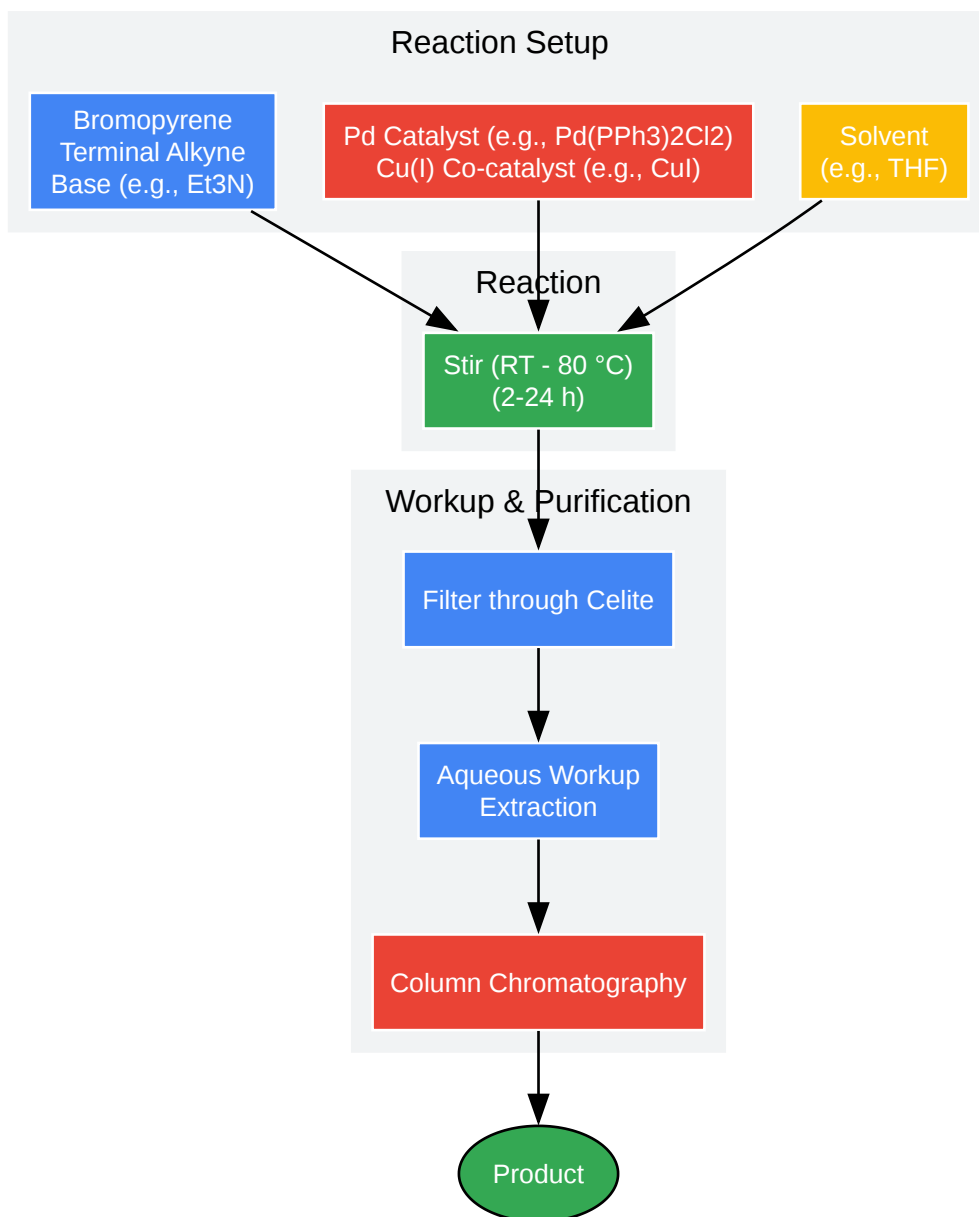 Reaction Setup
Bromopyrene
Terminal Alkyne
Base (e.g., Et3N)
Pd Catalyst (e.g., Pd(PPh3)2Cl2)
Cu(I) Co-catalyst (e.g., CuI)
Solvent
(e.g., THF)
Reaction
Stir (RT - 80 °C)
(2-24 h)
Workup & Purification
Filter through Celite
Aqueous Workup
Extraction
Column Chromatography
Product